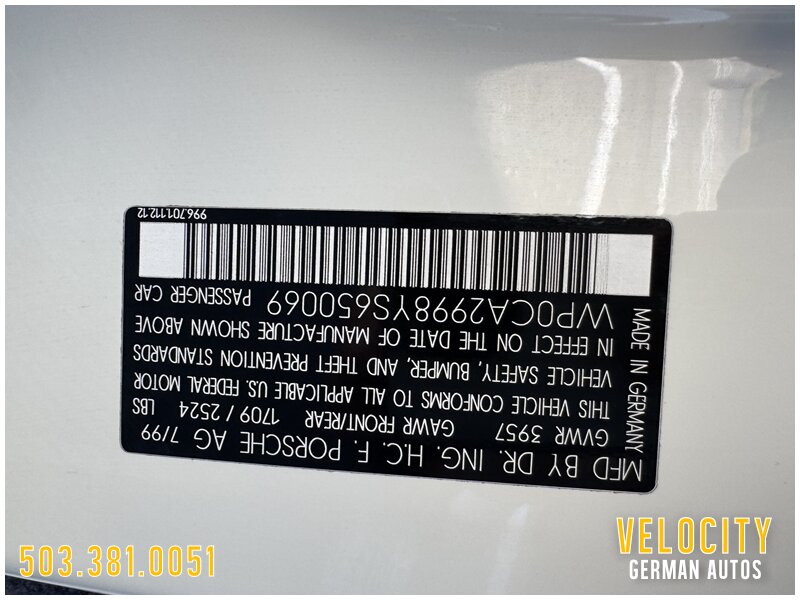 MFD BY DR. ING. H.C. F. PORSCHE AG 7/99
MADE IN GERMANY GAWR FRONT/REAR LBS
GVWR 3957 1709 / 2524
THIS VEHICLE CONFORMS TO ALL APPLICABLE U.S. FEDERAL MOTOR
VEHICLE SAFETY, BUMPER, AND THEFT PREVENTION STANDARDS
IN EFFECT ON THE DATE OF MANUFACTURE SHOWN ABOVE
WP0CA2998YS650069 PASSENGER CAR
996.701.112.12
503.381.0051
VELOCITY
GERMAN AUTOS